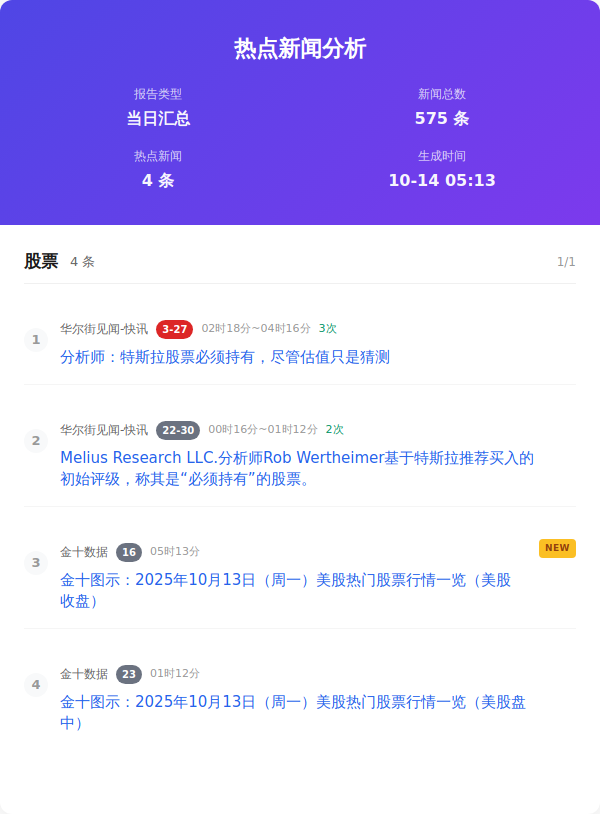 热点新闻分析
报告类型
新闻总数
当日汇总
575 条
热点新闻
生成时间
4 条
10-14 05:13
股票 4 条 1/1
1
华尔街见闻-快讯 3-27 02时18分~04时16分 3次
分析师：特斯拉股票必须持有，尽管估值只是猜测
2
华尔街见闻-快讯 22-30 00时16分~01时12分 2次
Melius Research LLC.分析师Rob Wertheimer基于特斯拉推荐买入的
初始评级，称其是“必须持有”的股票。
3
金十数据 16 05时13分 NEW
金十图示：2025年10月13日（周一）美股热门股票行情一览（美股
收盘）
4
金十数据 23 01时12分
金十图示：2025年10月13日（周一）美股热门股票行情一览（美股盘
中）